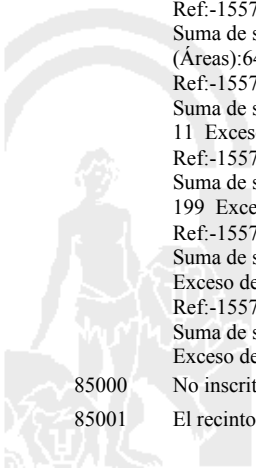 Ref:-1557
Suma de s
(Áreas):64
Ref:-1557
Suma de s
11 Exces
Ref:-1557
Suma de s
199 Exce
Ref:-1557
Suma de s
Exceso de
Ref:-1557
Suma de s
Exceso de
85000 No inscrit
85001 El recinto